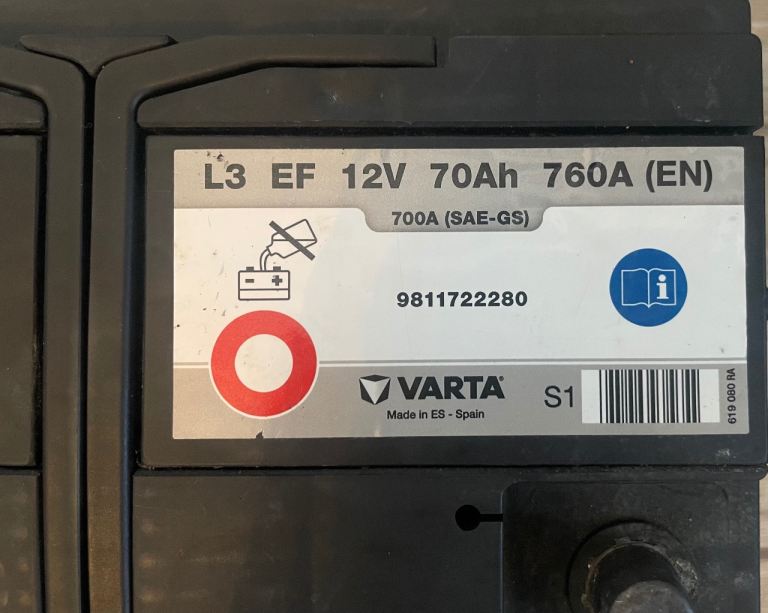 L3 EF 12V 70Ah 760A (EN)
700A (SAE-GS)
9811722280
VARTA
Made in ES - Spain
S1
619 080 RA